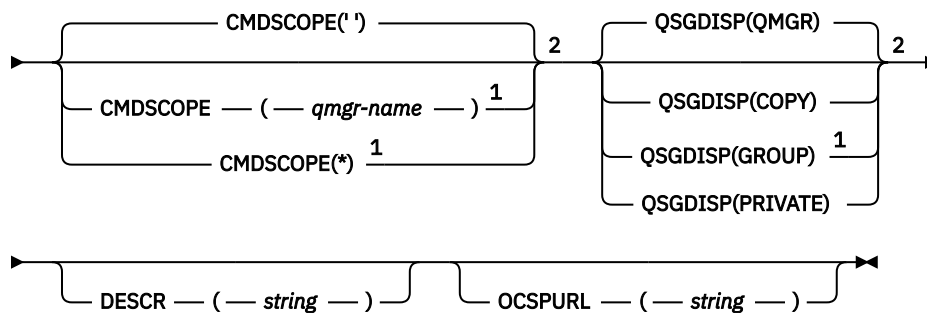 CMDSCOPE(' ')
2
CMDSCOPE ( qmgr-name ) 1
CMDSCOPE(*) 1
QSGDISP(QMGR)
2
QSGDISP(COPY)
QSGDISP(GROUP) 1
QSGDISP(PRIVATE)
DESCR ( string )
OCSPURL ( string )